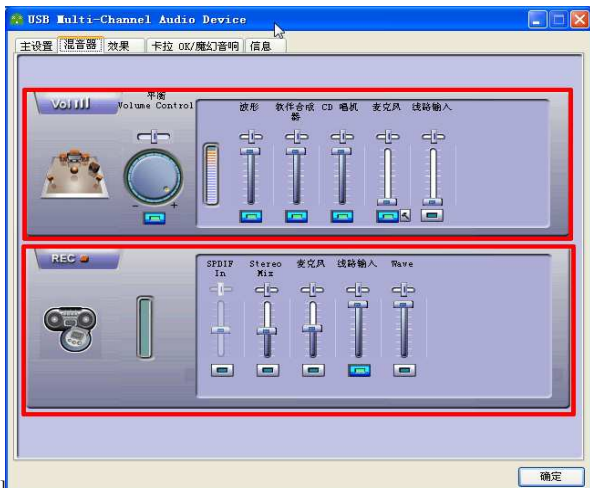 USB Multi-Channel Audio Device
主设置 混音器 效果 卡拉 OK/魔幻音响 信息
Vol
平衡
Volume Control
波形 软件合成器 CD 唱机 麦克风 线路输入
- +
REC
SPDIF In Stereo Mix 麦克风 线路输入 Wave
确定